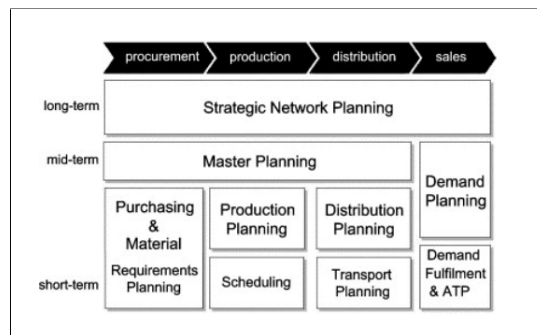 procurement production distribution sales
long-term Strategic Network Planning
mid-term Master Planning
Demand
Planning
Purchasing
&
Material
Requirements
Planning
Production
Planning
Distribution
Planning
short-term
Scheduling
Transport
Planning
Demand
Fulfilment
& ATP